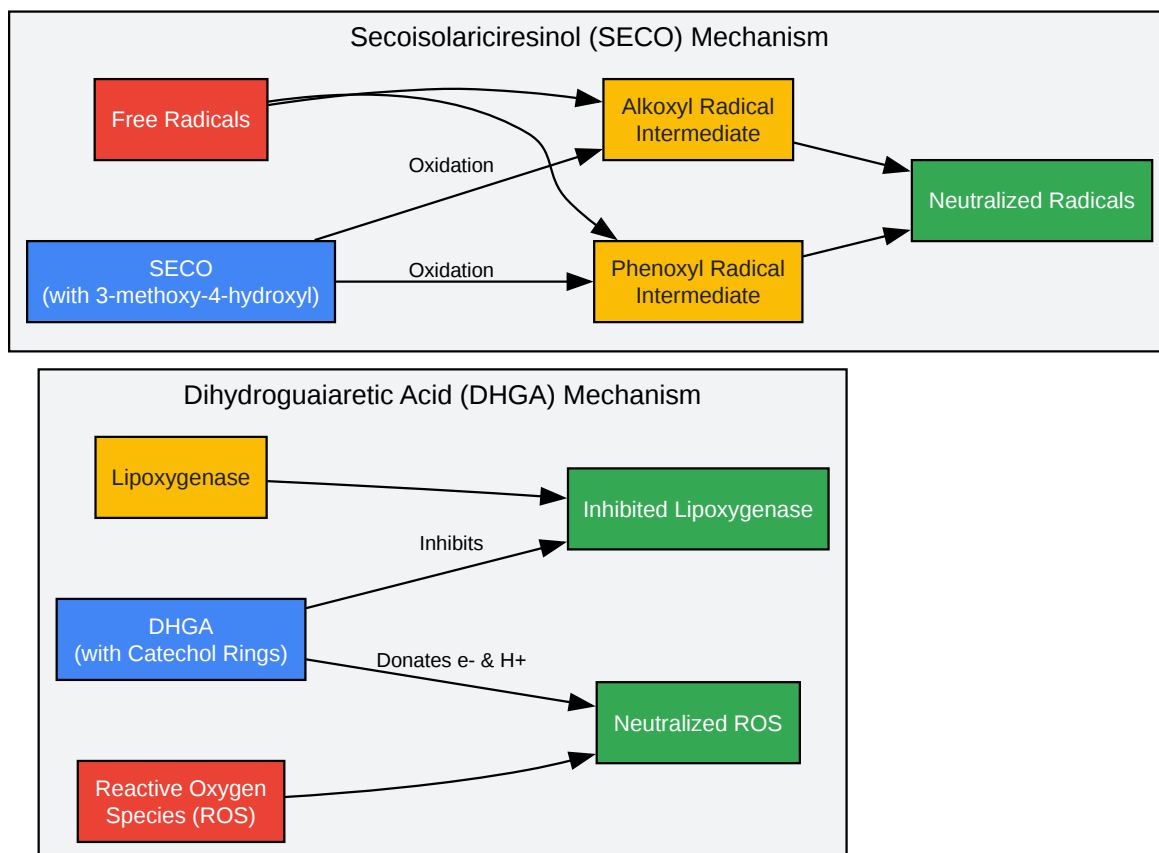 Secoisolariciresinol (SECO) Mechanism
Free Radicals
Alkoxyl Radical
Intermediate
Oxidation
Neutralized Radicals
SECO
(with 3-methoxy-4-hydroxyl)
Oxidation
Phenoxyl Radical
Intermediate
Dihydroguaiaretic Acid (DHGA) Mechanism
Lipoxygenase
Inhibited Lipoxygenase
Inhibits
DHGA
(with Catechol Rings)
Donates e- & H+
Neutralized ROS
Reactive Oxygen
Species (ROS)